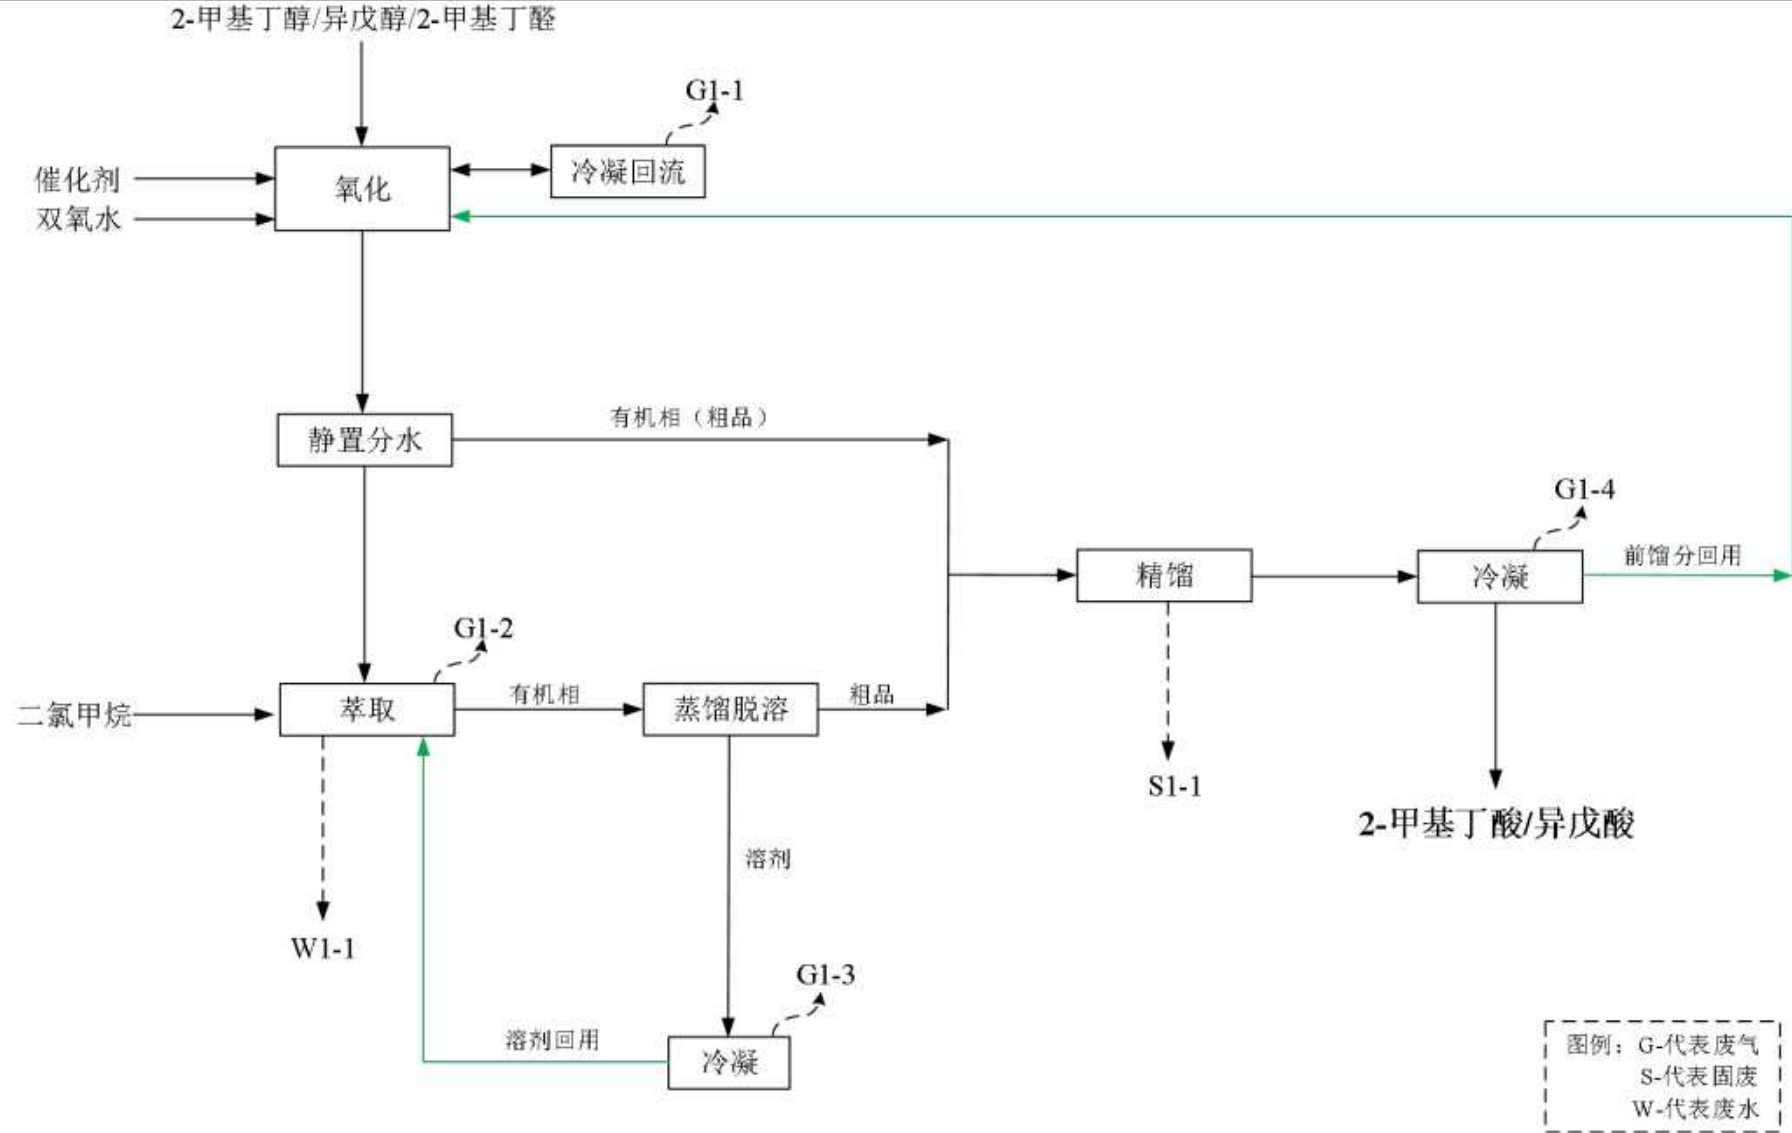 2-甲基丁醇/异戊醇/2-甲基丁醛
G1-1
催化剂
氧化
冷凝回流
双氧水
静置分水
有机相（粗品）
G1-4
精馏
冷凝
前馏分回用
G1-2
二氯甲烷
萃取
有机相
蒸馏脱溶
粗品
S1-1
2-甲基丁酸/异戊酸
溶剂
W1-1
G1-3
溶剂回用
冷凝
图例：G-代表废气
S-代表固废
W-代表废水